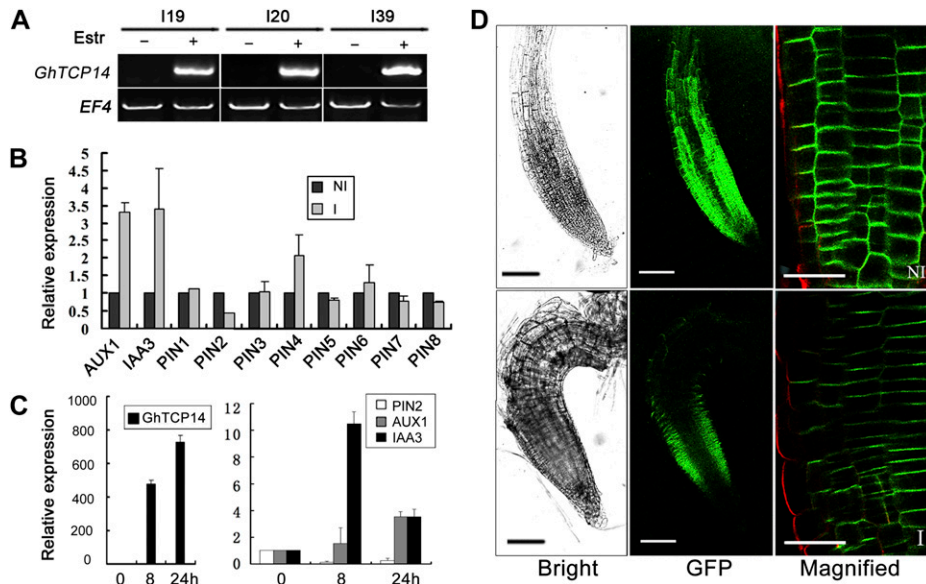 A
I19 I20 I39
Estr – + – + – +
GhTCP14
EF4
B
Relative expression
5
4.5
3.5
2.5
2
1.5
1
0.5
NI
I
AUX1 IAA3 PIN1 PIN2 PIN3 PIN4 PIN5 PIN6 PIN7 PIN8
C
Relative expression
1000
800
600
400
200
0
GhTCP14
0 8 24h
12
10
8
6
4
2
0
PIN2
AUX1
IAA3
0 8 24h
D
NI
I
Bright GFP Magnified